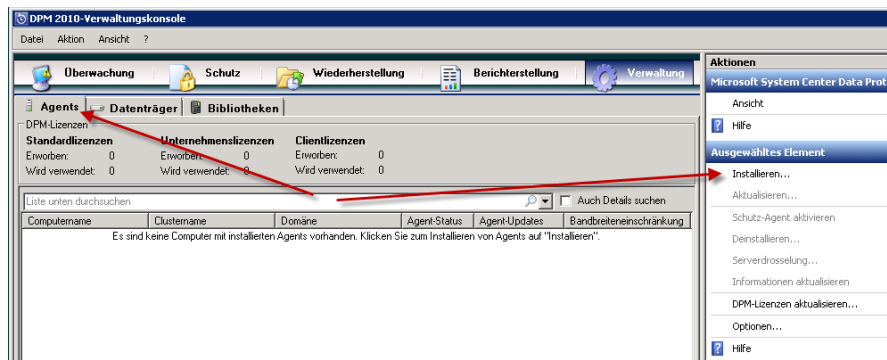 DPM 2010-Verwaltungskonsole
Datei Aktion Ansicht ?
Überwachung Schutz Wiederherstellung Berichterstellung Verwaltung
Agents Datenträger Bibliotheken
DPM-Lizenzen
Standardlizenzen Unternehmenslizenzen Clientlizenzen
Erworben: 0 Erworben: 0 Erworben: 0
Wird verwendet: 0 Wird verwendet: 0 Wird verwendet: 0
Liste unten durchsuchen Auch Details suchen
Computername Clustername Domäne Agent-Status Agent-Updates Bandbreiteneinschränkung
Es sind keine Computer mit installierten Agents vorhanden. Klicken Sie zum Installieren von Agents auf "Installieren".
Aktionen
Microsoft System Center Data Prot
Ansicht
Hilfe
Ausgewähltes Element
Installieren...
Aktualisieren...
Schutz-Agent aktivieren
Deinstallieren...
Serverdrosselung...
Informationen aktualisieren
DPM-Lizenzen aktualisieren...
Optionen...
Hilfe